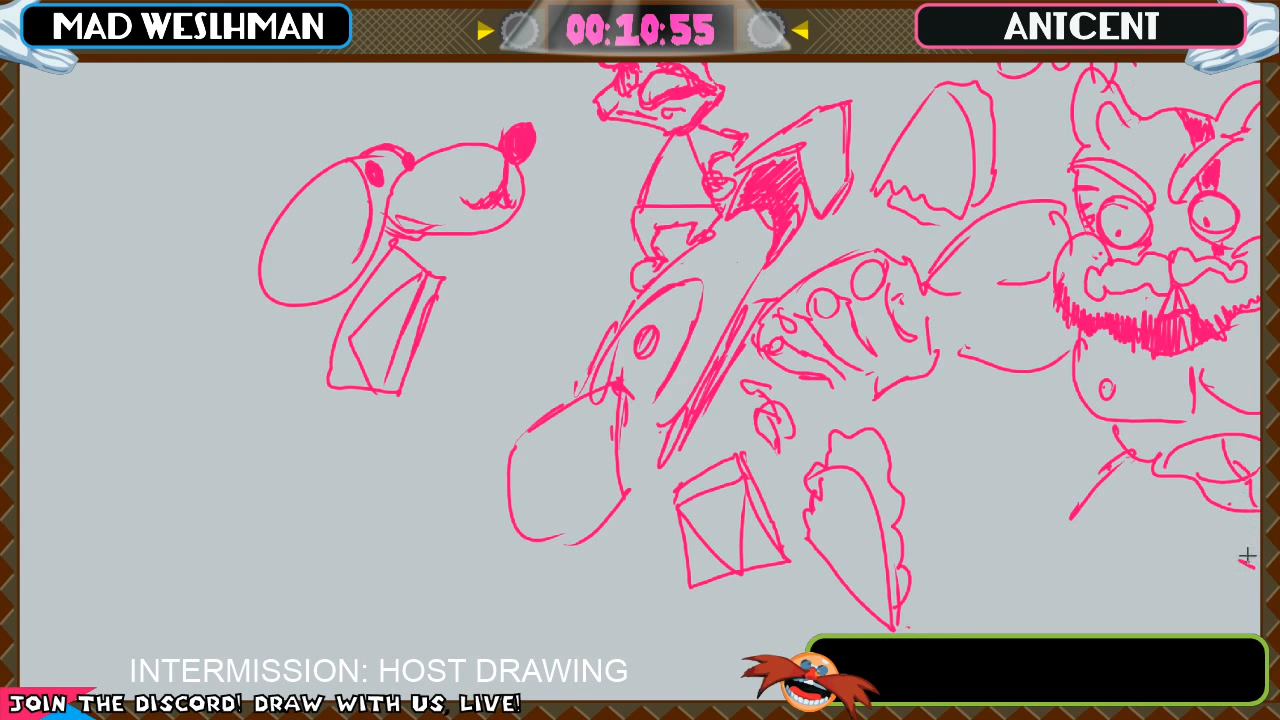 MAD WESLHMAN
00:10:55
ANTCENT
INTERMISSION: HOST DRAWING
JOIN THE DISCORD! DRAW WITH US, LIVE!